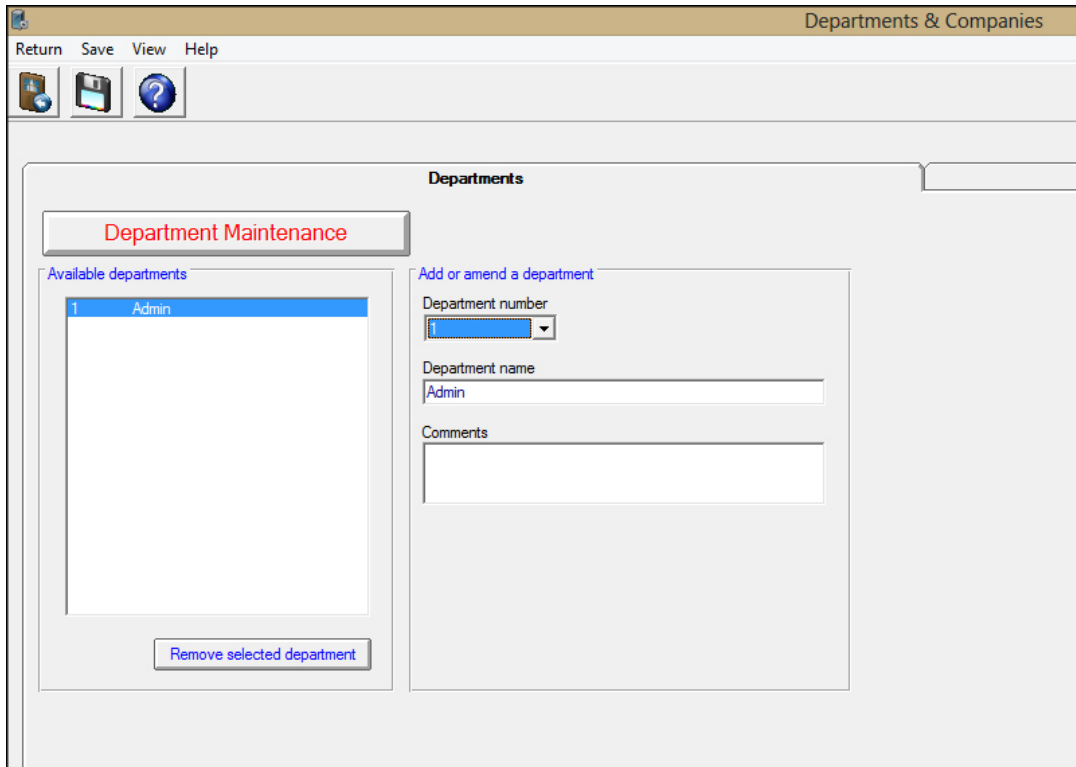 Departments & Companies
Return Save View Help
Departments
Department Maintenance
Available departments
1 Admin
Remove selected department
Add or amend a department
Department number
1
Department name
Admin
Comments